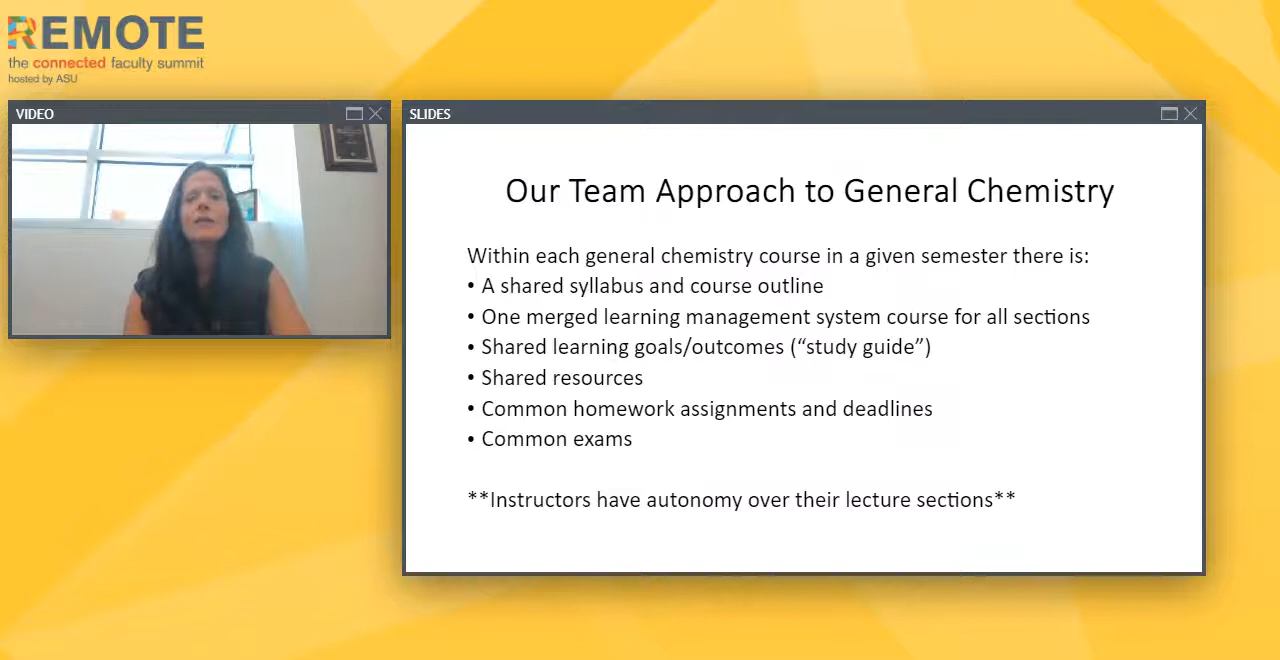 REMOTE
the connected faculty summit
hosted by ASU
VIDEO
SLIDES
Our Team Approach to General Chemistry
Within each general chemistry course in a given semester there is:
• A shared syllabus and course outline
• One merged learning management system course for all sections
• Shared learning goals/outcomes (“study guide”)
• Shared resources
• Common homework assignments and deadlines
• Common exams
**Instructors have autonomy over their lecture sections**